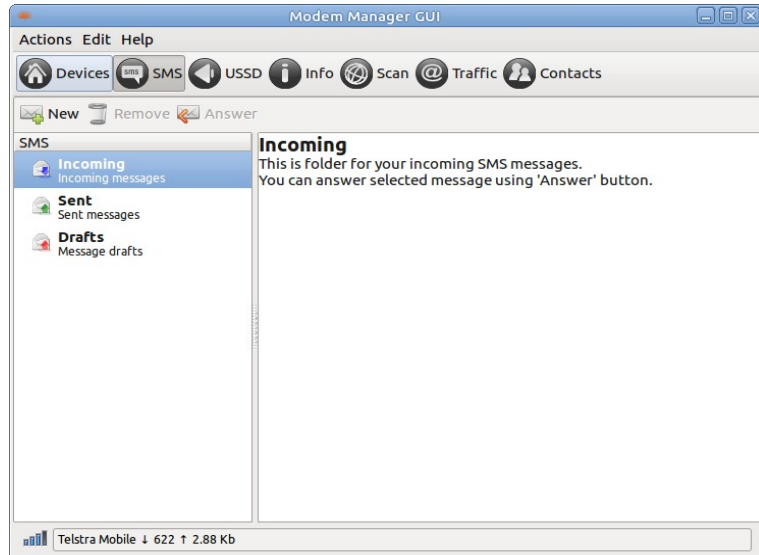 Modem Manager GUI
Actions Edit Help
Devices sms SMS USSD i Info Scan @ Traffic Contacts
New Remove Answer
SMS
Incoming
Incoming messages
Sent
Sent messages
Drafts
Message drafts
Incoming
This is folder for your incoming SMS messages.
You can answer selected message using 'Answer' button.
Telstra Mobile ↓ 622 ↑ 2.88 Kb